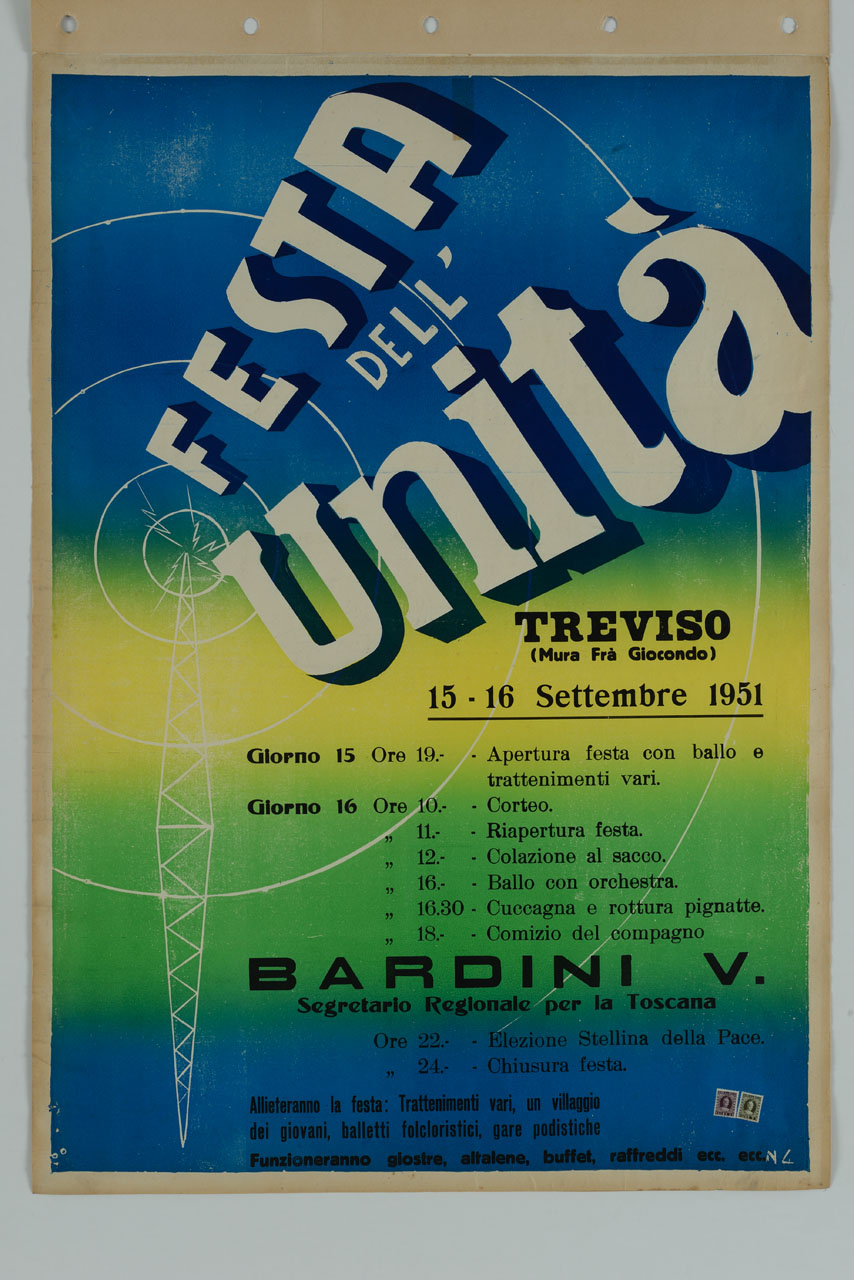 FESTA
DELL'
Unità
TREVISO
(Mura Frà Giocondo)
15 - 16 Settembre 1951
Giorno 15 Ore 19.- - Apertura festa con ballo e
trattenimenti vari.
Giorno 16 Ore 10.- - Corteo.
„ 11.- - Riapertura festa.
„ 12.- - Colazione al sacco.
„ 16.- - Ballo con orchestra.
„ 16.30 - Cuccagna e rottura pignatte.
„ 18.- - Comizio del compagno
BARDINI V.
Segretario Regionale per la Toscana
Ore 22.- - Elezione Stellina della Pace.
„ 24.- - Chiusura festa.
Allieteranno la festa: Trattenimenti vari, un villaggio
dei giovani, balletti folcloristici, gare podistiche
Funzioneranno giostre, altalene, buffet, raffreddi ecc. ecc.